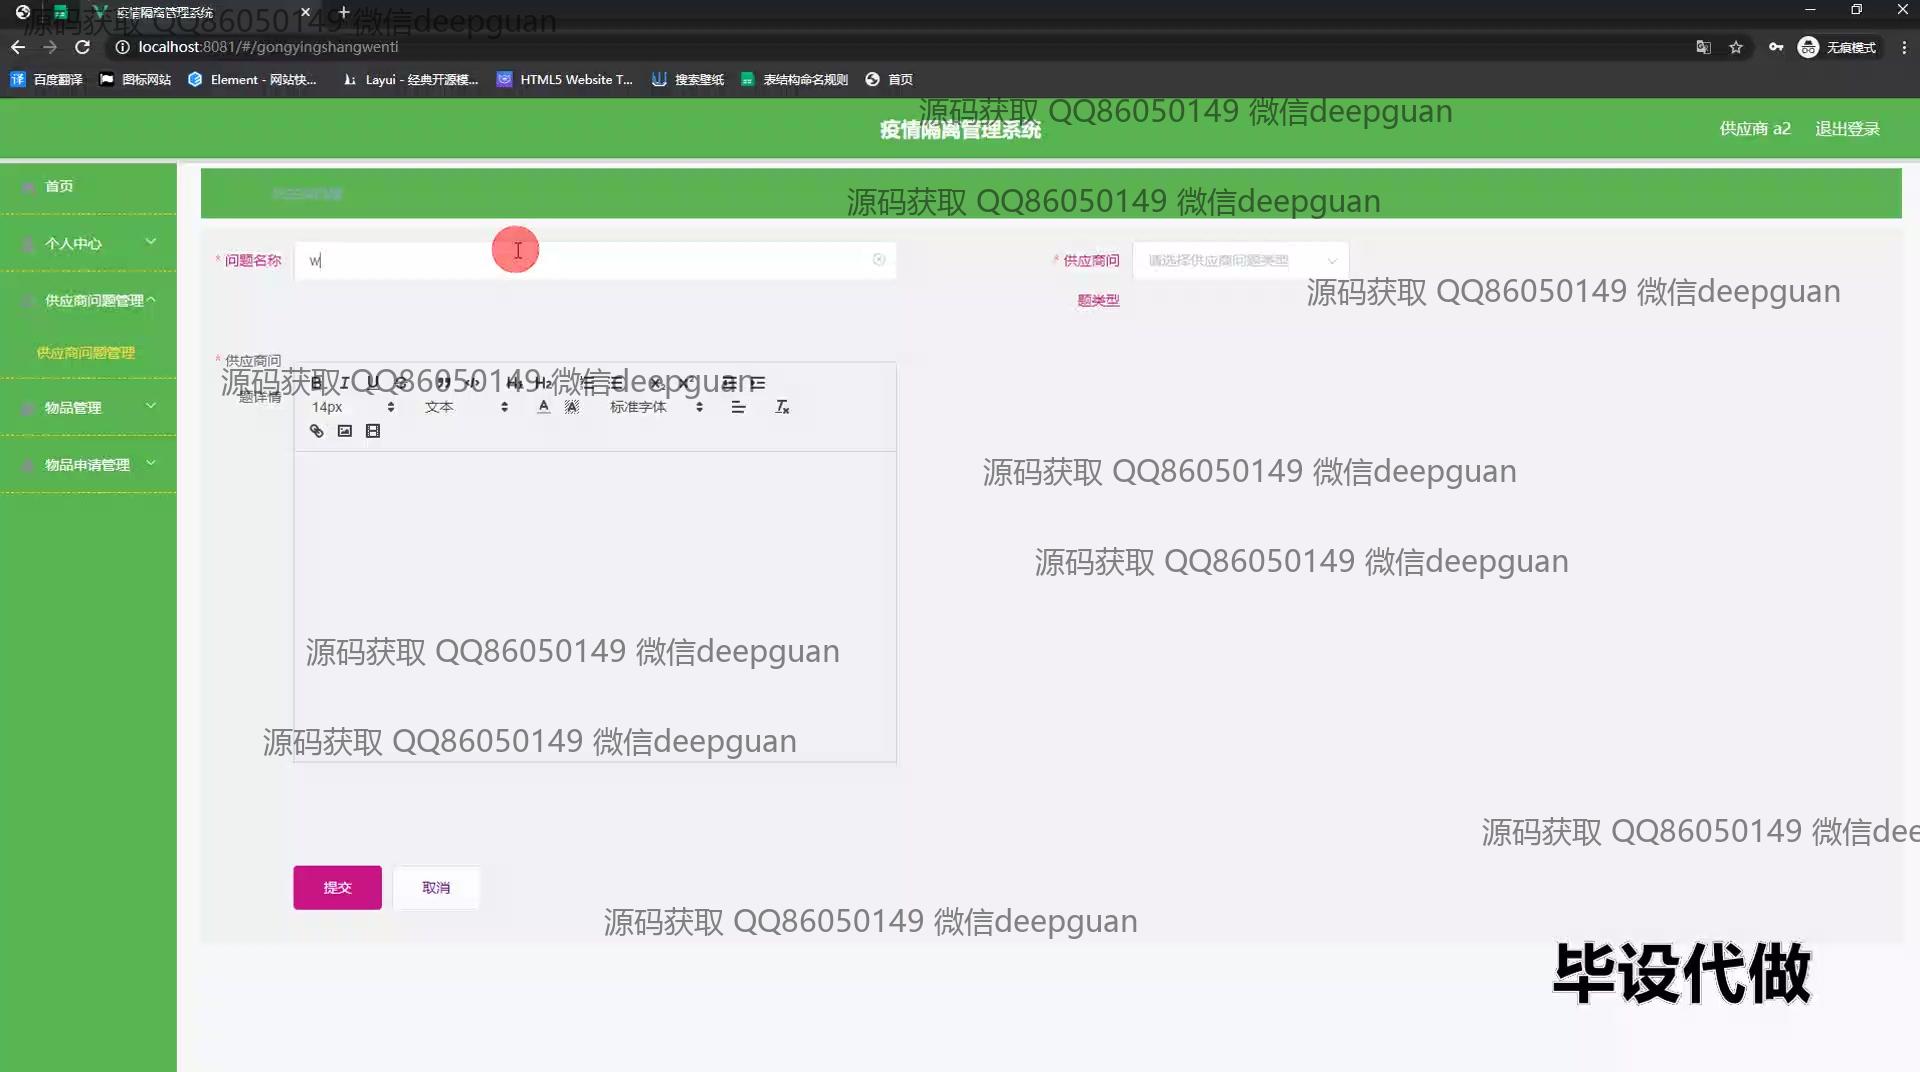 疫情隔离管理系统
源码获取 QQ86050149 微信deepguan
localhost:8081/#/gongyingshangwenti
无痕模式
百度翻译
图标网站
Element - 网站快...
Layui - 经典开源模...
HTML5 Website T...
搜索壁纸
表结构命名规则
首页
源码获取 QQ86050149 微信deepguan
疫情隔离管理系统
供应商 a2
退出登录
首页
源码获取 QQ86050149 微信deepguan
个人中心
* 问题名称
w
* 供应商问
题类型
请选择供应商问题类型
源码获取 QQ86050149 微信deepguan
供应商问题管理
供应商问题管理
* 供应商问
题详情
源码获取 QQ86050149 微信deepguan
B I U S
H1 H2
14px
文本
标准字体
物品管理
物品申请管理
源码获取 QQ86050149 微信deepguan
源码获取 QQ86050149 微信deepguan
源码获取 QQ86050149 微信deepguan
源码获取 QQ86050149 微信deepguan
源码获取 QQ86050149 微信dee
提交
取消
源码获取 QQ86050149 微信deepguan
毕设代做